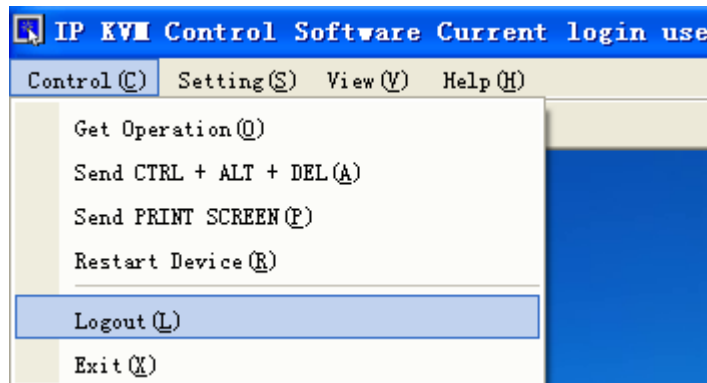 IP KVM Control Software Current login use
Control(C) Setting(S) View(V) Help(H)
Get Operation(O)
Send CTRL + ALT + DEL(A)
Send PRINT SCREEN(P)
Restart Device(R)
Logout(L)
Exit(X)